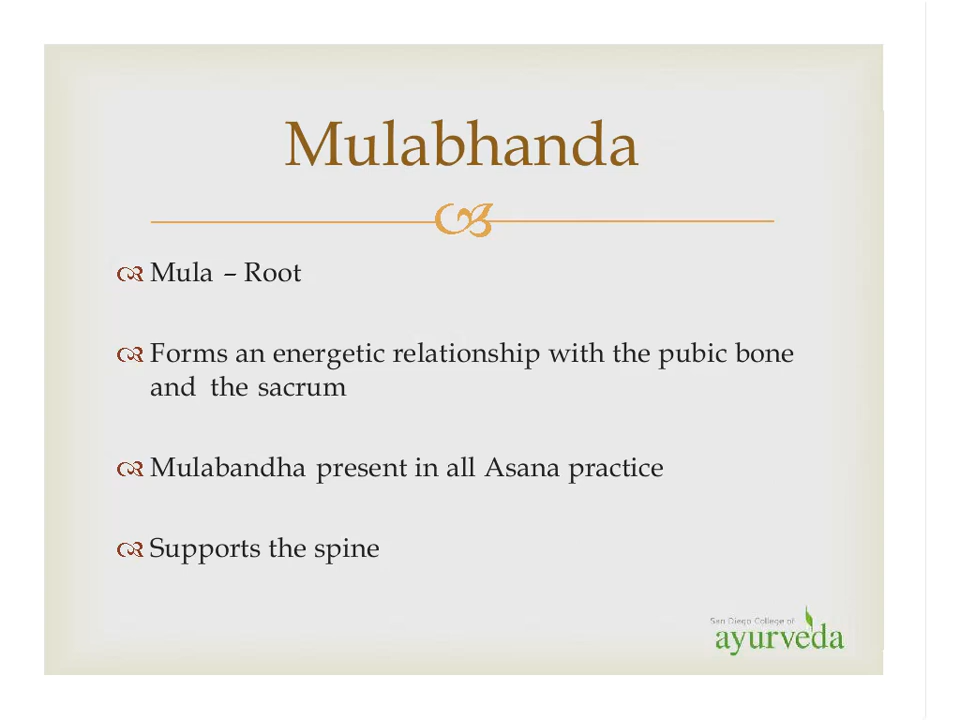 Mulabhanda
Mula – Root
Forms an energetic relationship with the pubic bone
and the sacrum
Mulabandha present in all Asana practice
Supports the spine
San Diego College of
ayurveda